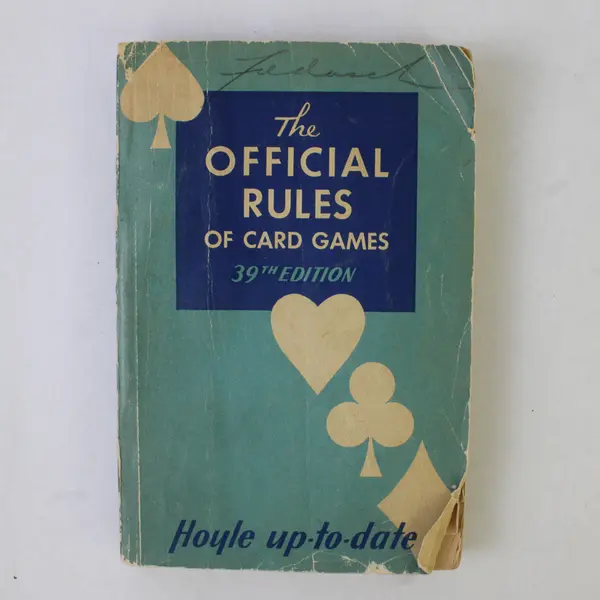 The
OFFICIAL
RULES
OF CARD GAMES
39TH EDITION
Hoyle up-to-date